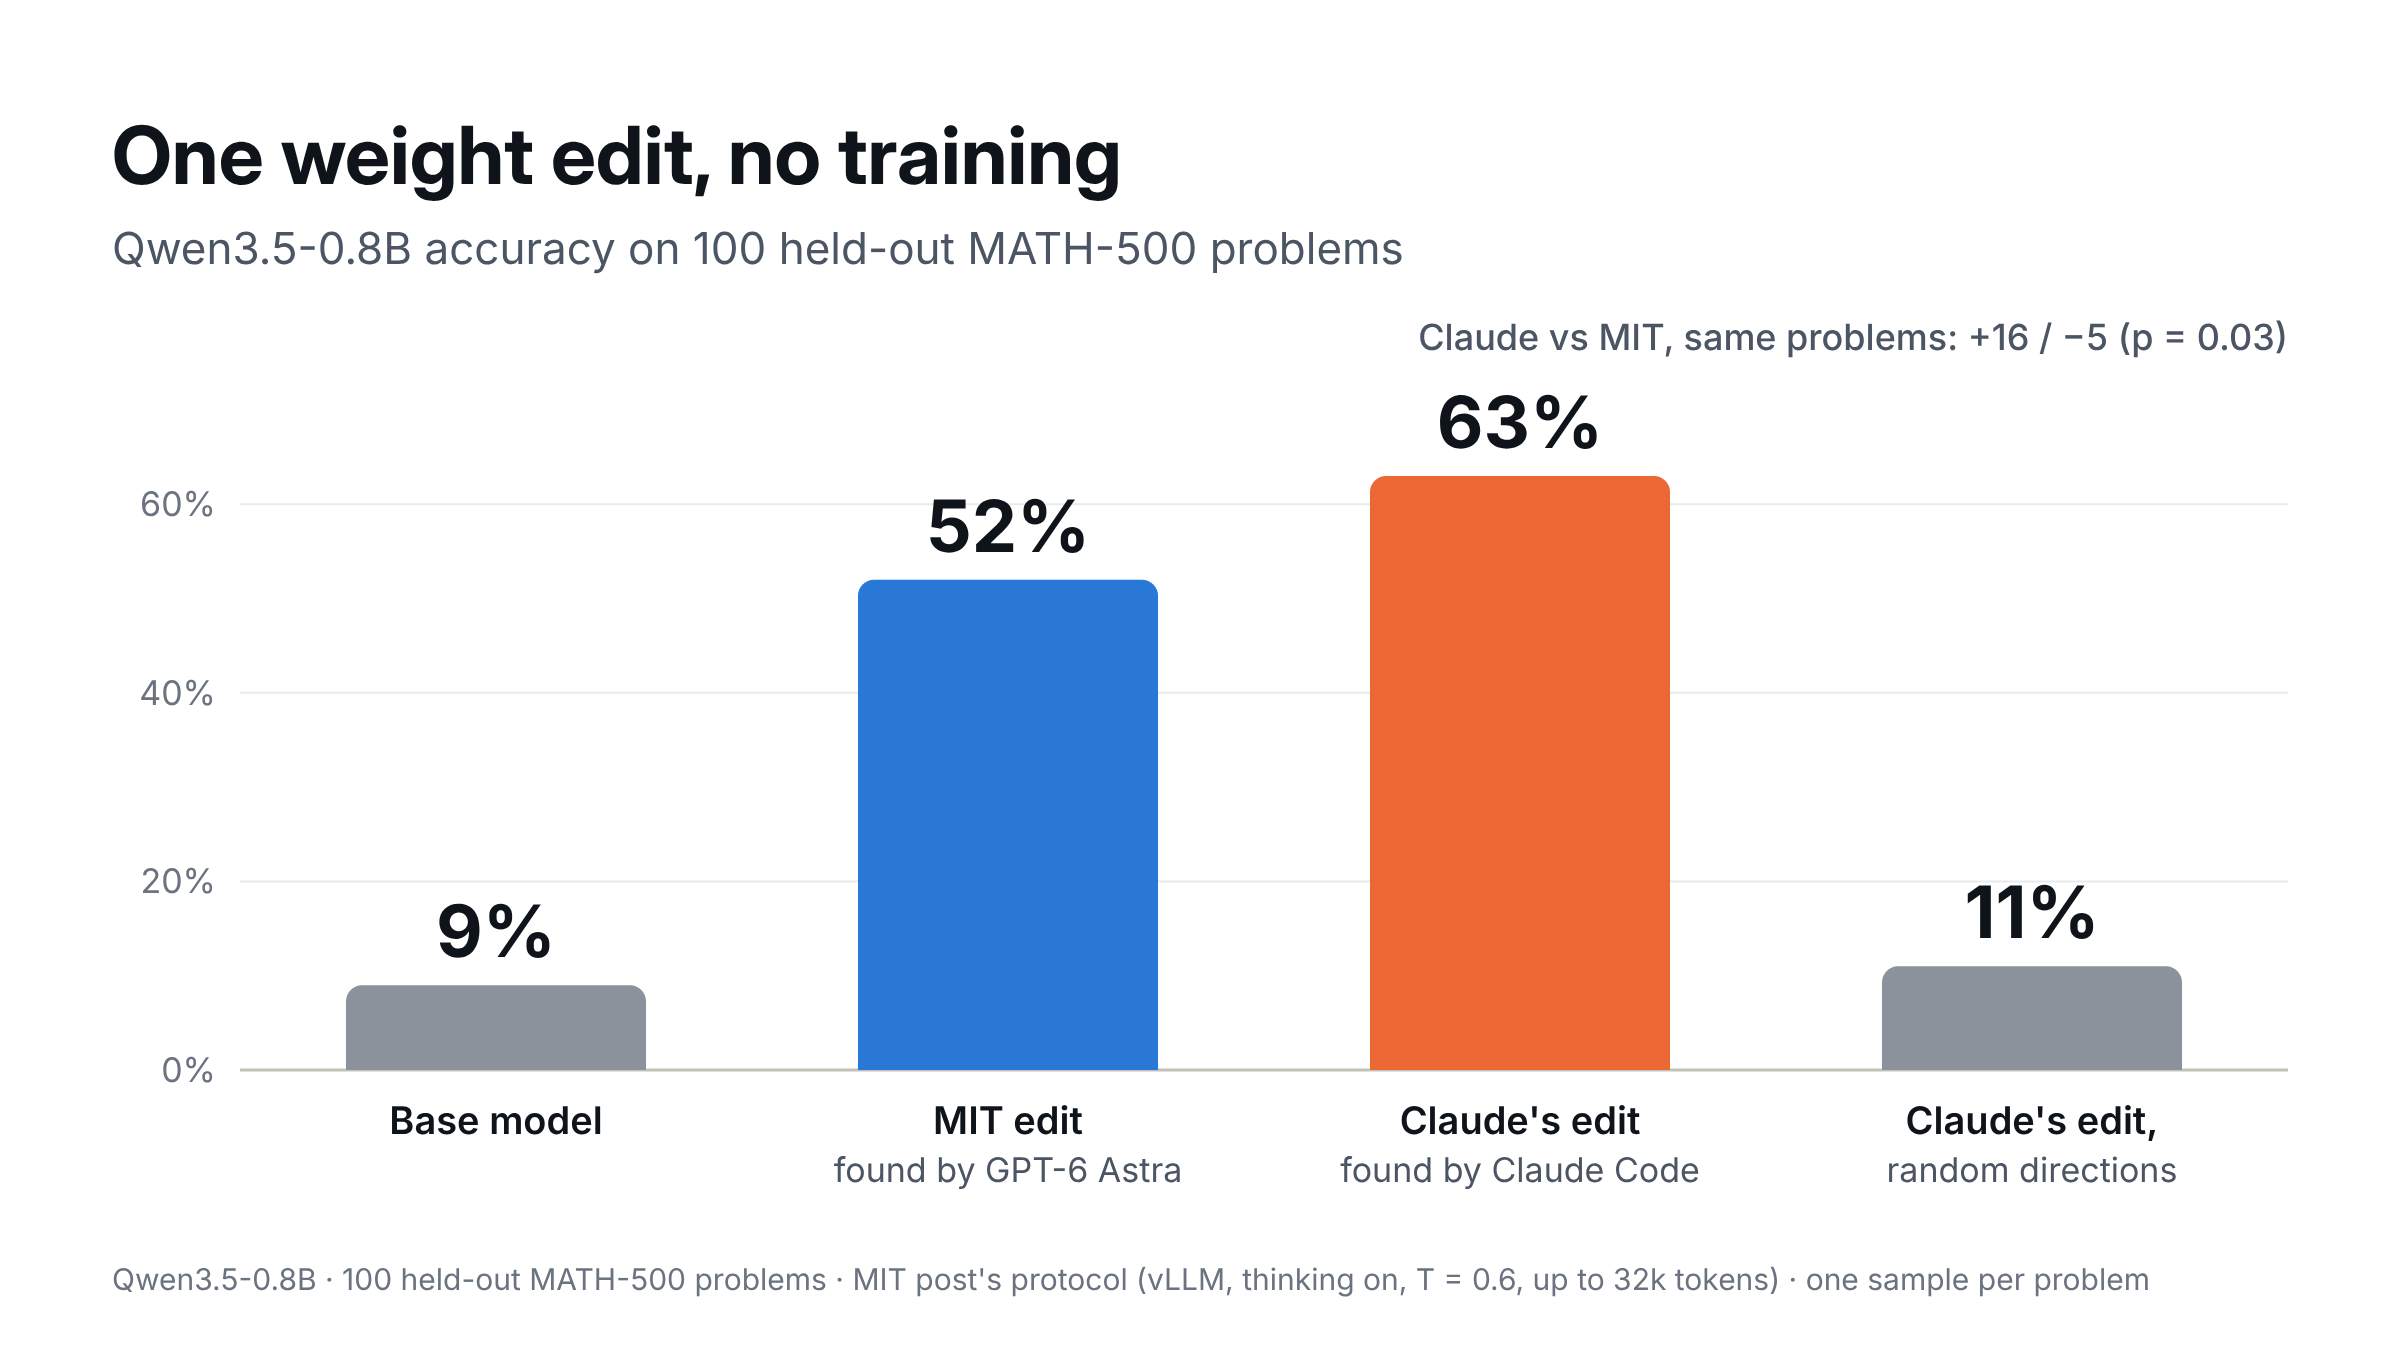 One weight edit, no training
Qwen3.5-0.8B accuracy on 100 held-out MATH-500 problems
Claude vs MIT, same problems: +16 / −5 (p = 0.03)
63%
60%
52%
40%
20%
9%
11%
0%
Base model
MIT edit
found by GPT-6 Astra
Claude's edit
found by Claude Code
Claude's edit,
random directions
Qwen3.5-0.8B · 100 held-out MATH-500 problems · MIT post's protocol (vLLM, thinking on, T = 0.6, up to 32k tokens) · one sample per problem